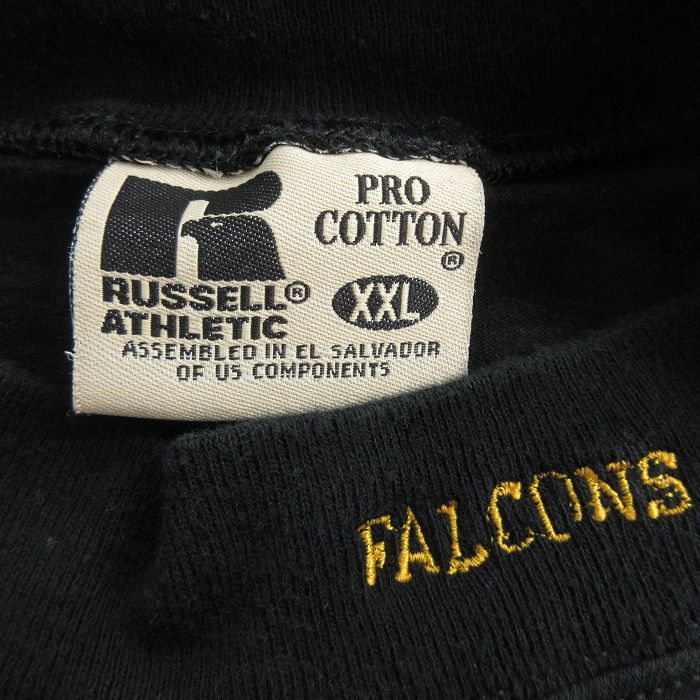 PRO
COTTON®
RUSSELL®
ATHLETIC
XXL
ASSEMBLED IN EL SALVADOR
OF US COMPONENTS
FALCONS